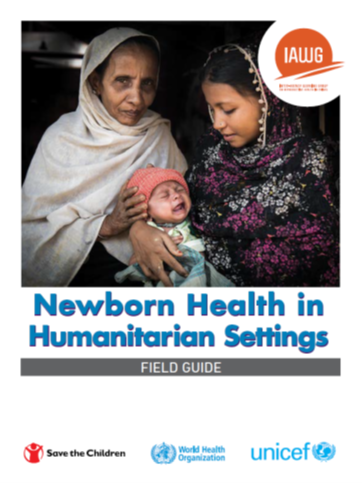 IAWG
Newborn Health in
Humanitarian Settings
FIELD GUIDE
Save the Children
World Health
Organization
unicef